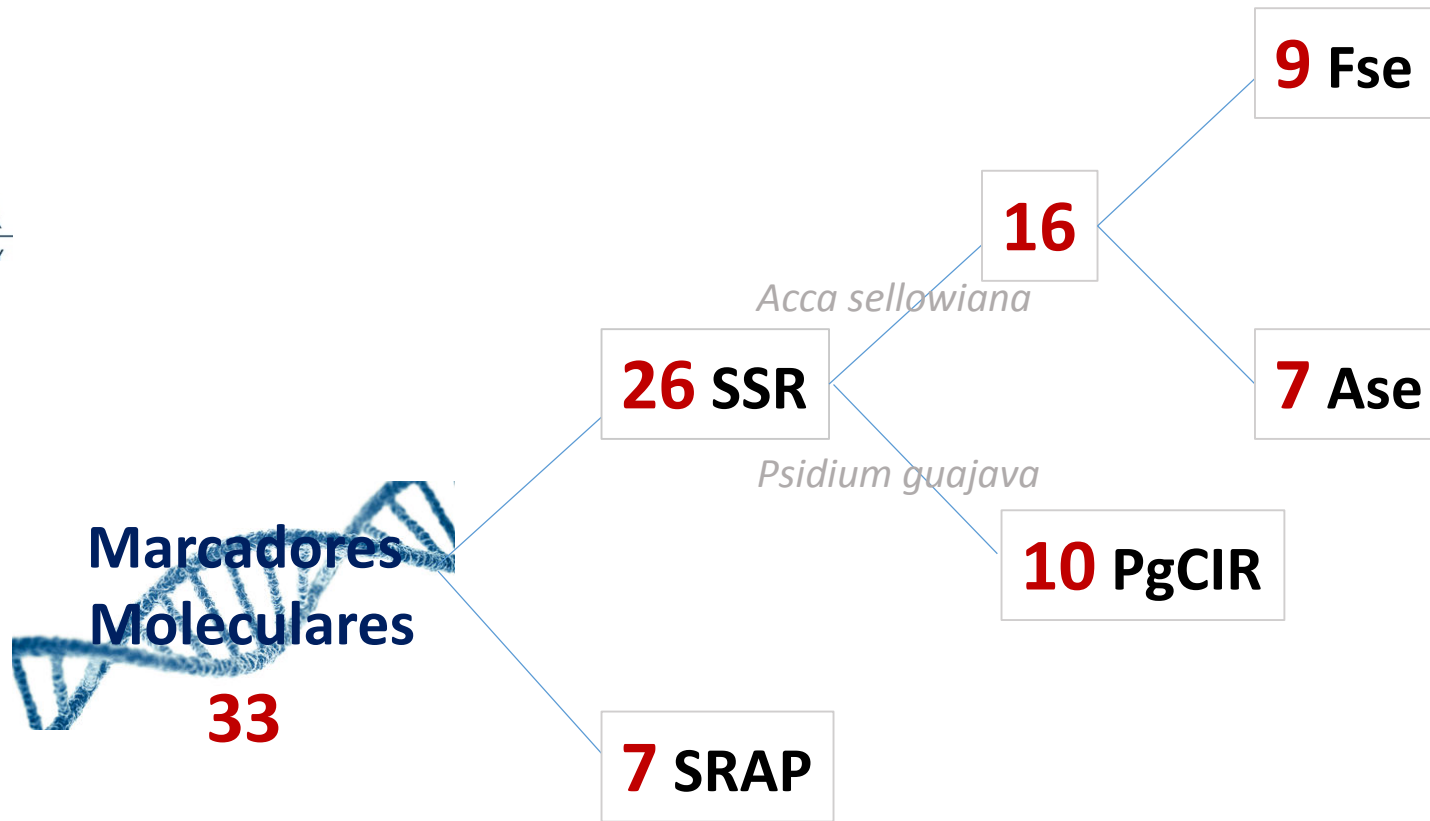 9 Fse
16
Acca sellowiana
26 SSR
7 Ase
Psidium guajava
Marcadores
Moleculares
33
10 PgCIR
7 SRAP